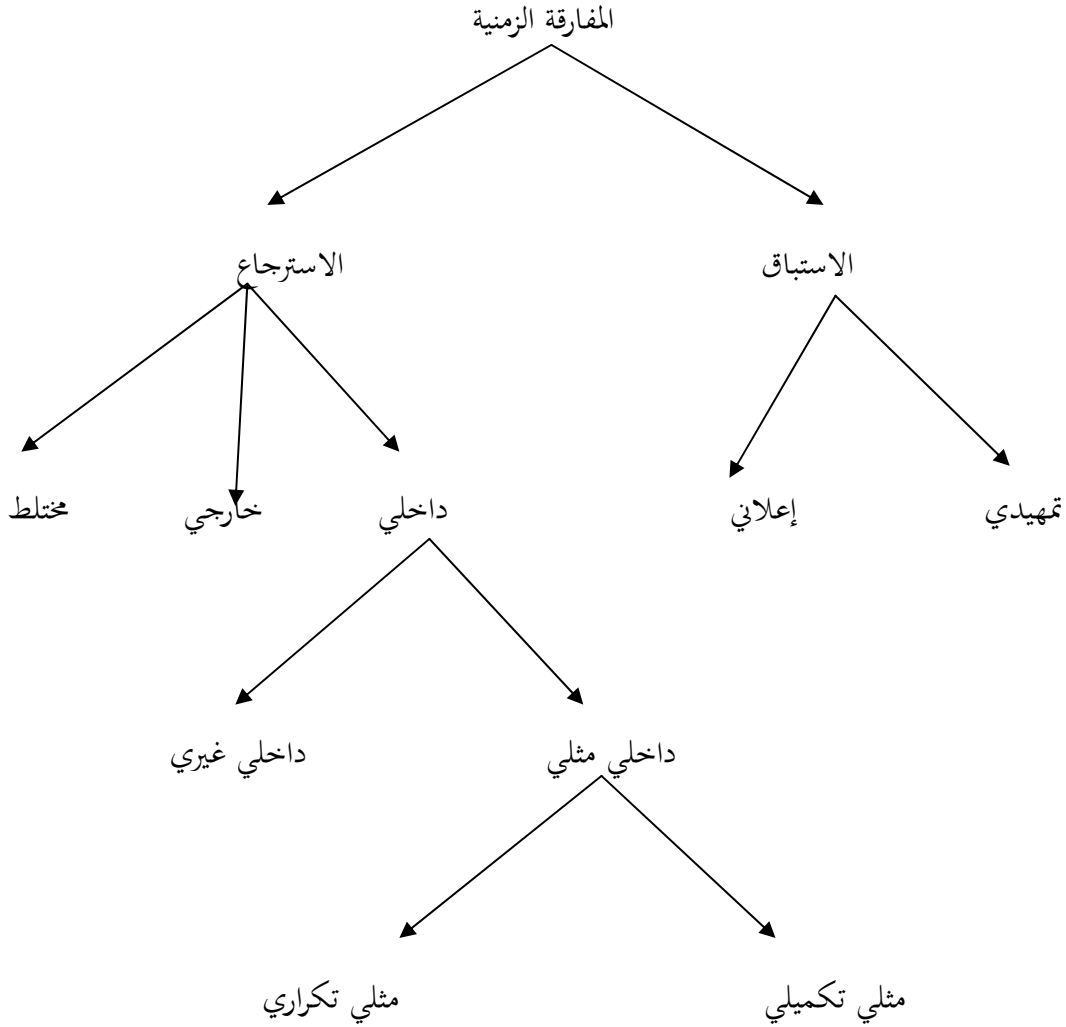 المفارقة الزمنية
الاستباق
الاسترجاع
تمهيدي
إعلاني
داخلي
خارجي
مختلط
داخلي مثلي
داخلي غيري
مثلي تكميلي
مثلي تكراري